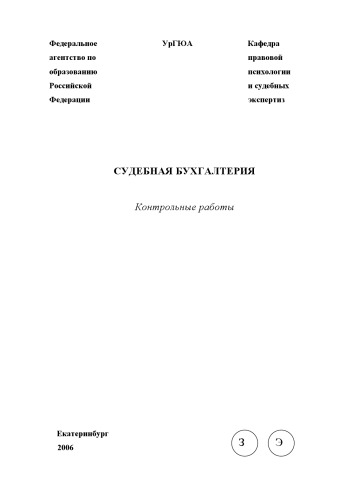 Федеральное
агентство по
образованию
Российской
Федерации
УрГЮА
Кафедра
правовой
психологии
и судебных
экспертиз
СУДЕБНАЯ БУХГАЛТЕРИЯ
Контрольные работы
Екатеринбург
2006
З Э